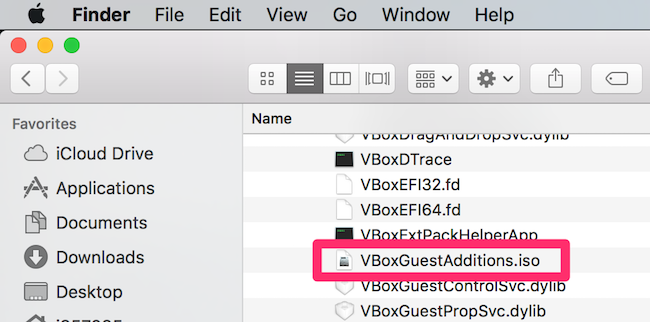 Finder File Edit View Go Window Help
Name
Favorites
iCloud Drive
Applications
Documents
Downloads
Desktop
VBoxDragAndDropSvc.dylib
VBoxDTrace
VBoxEFI32.fd
VBoxEFI64.fd
VBoxExtPackHelperApp
VBoxGuestAdditions.iso
VBoxGuestControlSvc.dylib
VBoxGuestPropSvc.dylib